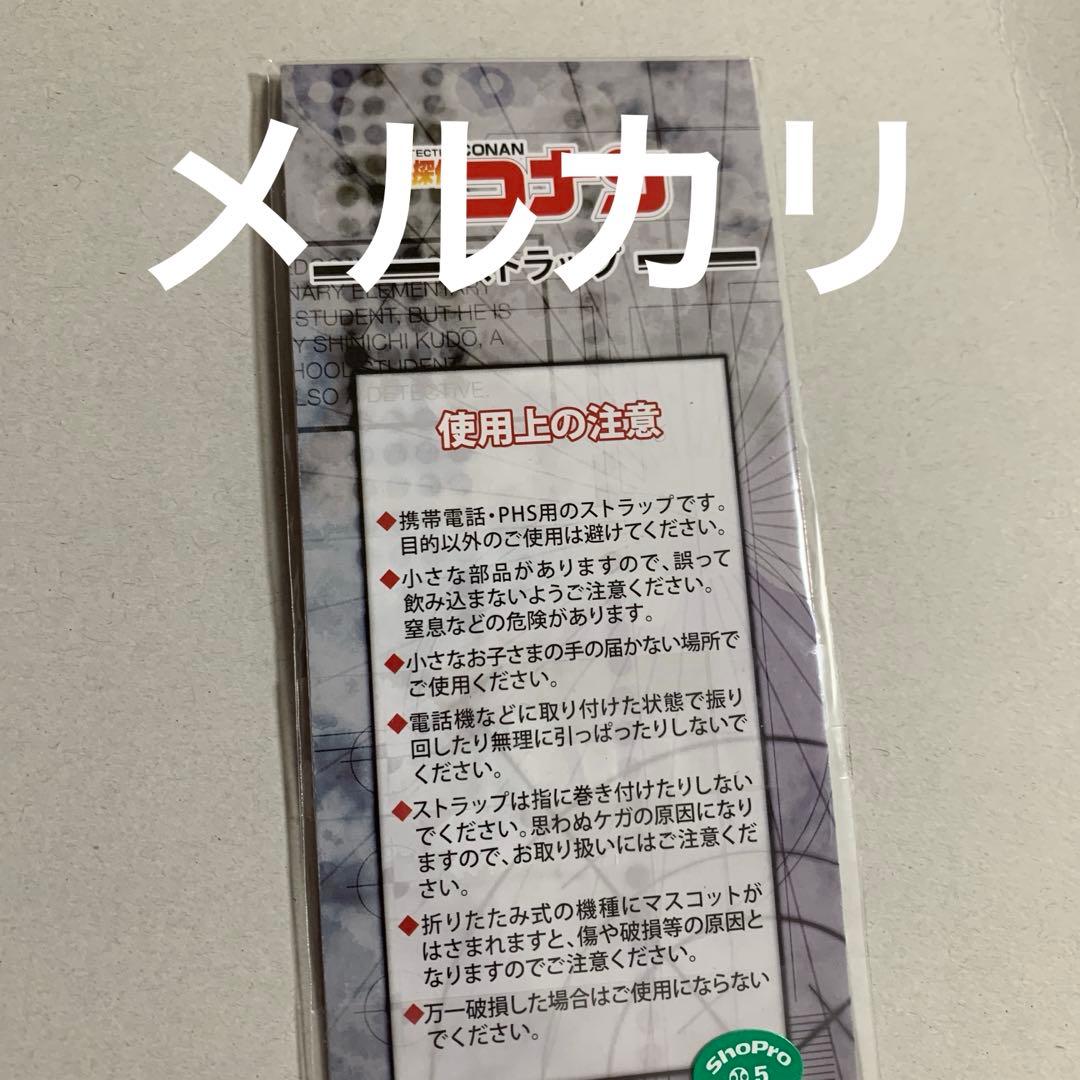 メルカリ
CONAN
コナン
ストラップ
NARY ELEMENTARY
STUDENT, BUT HE IS
Y SHINICHI KUDO, A
HOOL STUDENT
LSO A DETECTIVE.
使用上の注意
◆携帯電話・PHS用のストラップです。
目的以外のご使用は避けてください。
◆小さな部品がありますので、誤って
飲み込まないようご注意ください。
窒息などの危険があります。
◆小さなお子さまの手の届かない場所で
ご使用ください。
◆電話機などに取り付けた状態で振り
回したり無理に引っぱったりしないで
ください。
◆ストラップは指に巻き付けたりしない
でください。思わぬケガの原因になり
ますので、お取り扱いにはご注意くだ
さい。
◆折りたたみ式の機種にマスコットが
はさまれますと、傷や破損等の原因と
なりますのでご注意ください。
◆万一破損した場合はご使用にならない
でください。
ShoPro
5